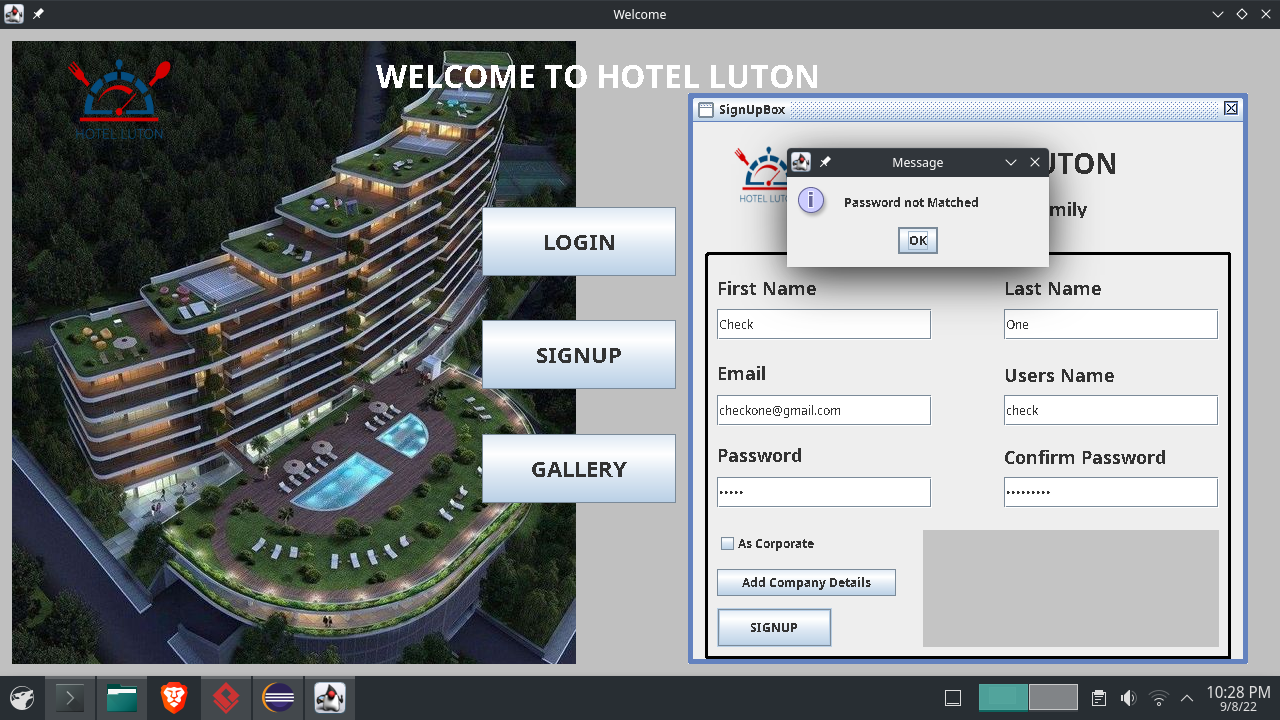 Welcome
WELCOME TO HOTEL LUTON
HOTEL LUTON
LOGIN
SIGNUP
GALLERY
SignUpBox
HOTEL LUT
UTON
mily
Message
Password not Matched
OK
First Name
Last Name
Check
One
Email
Users Name
checkone@gmail.com
check
Password
Confirm Password
As Corporate
Add Company Details
SIGNUP
10:28 PM
9/8/22